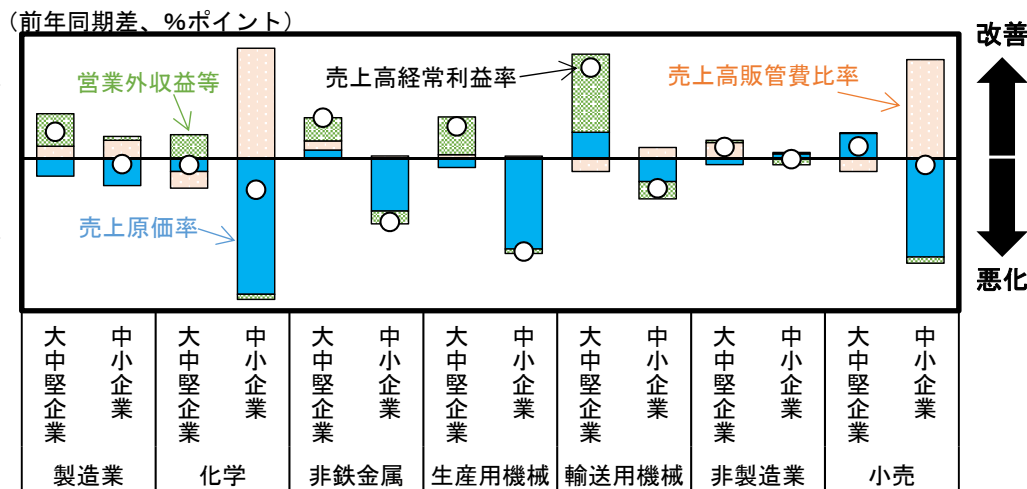 （前年同期差、%ポイント）
改善
営業外収益等
売上高経常利益率
売上高販管費比率
売上原価率
悪化
大中堅企業
中小企業
大中堅企業
中小企業
大中堅企業
中小企業
大中堅企業
中小企業
大中堅企業
中小企業
大中堅企業
中小企業
大中堅企業
中小企業
製造業
化学
非鉄金属
生産用機械
輸送用機械
非製造業
小売